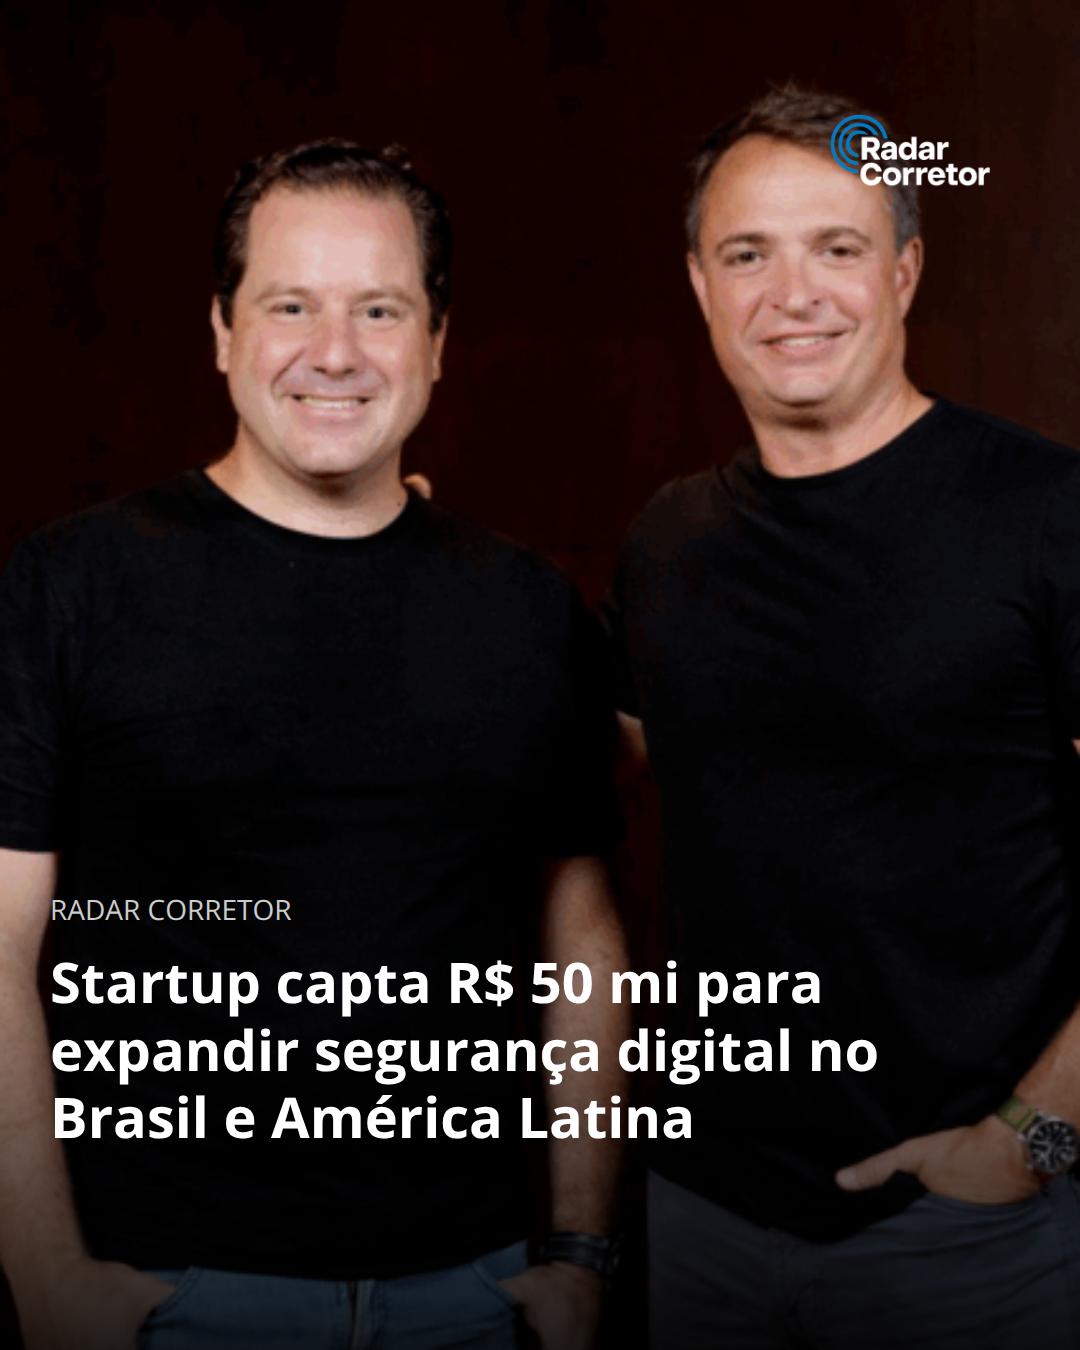 Radar
Corretor
RADAR CORRETOR
Startup capta R$ 50 mi para
expandir segurança digital no
Brasil e América Latina